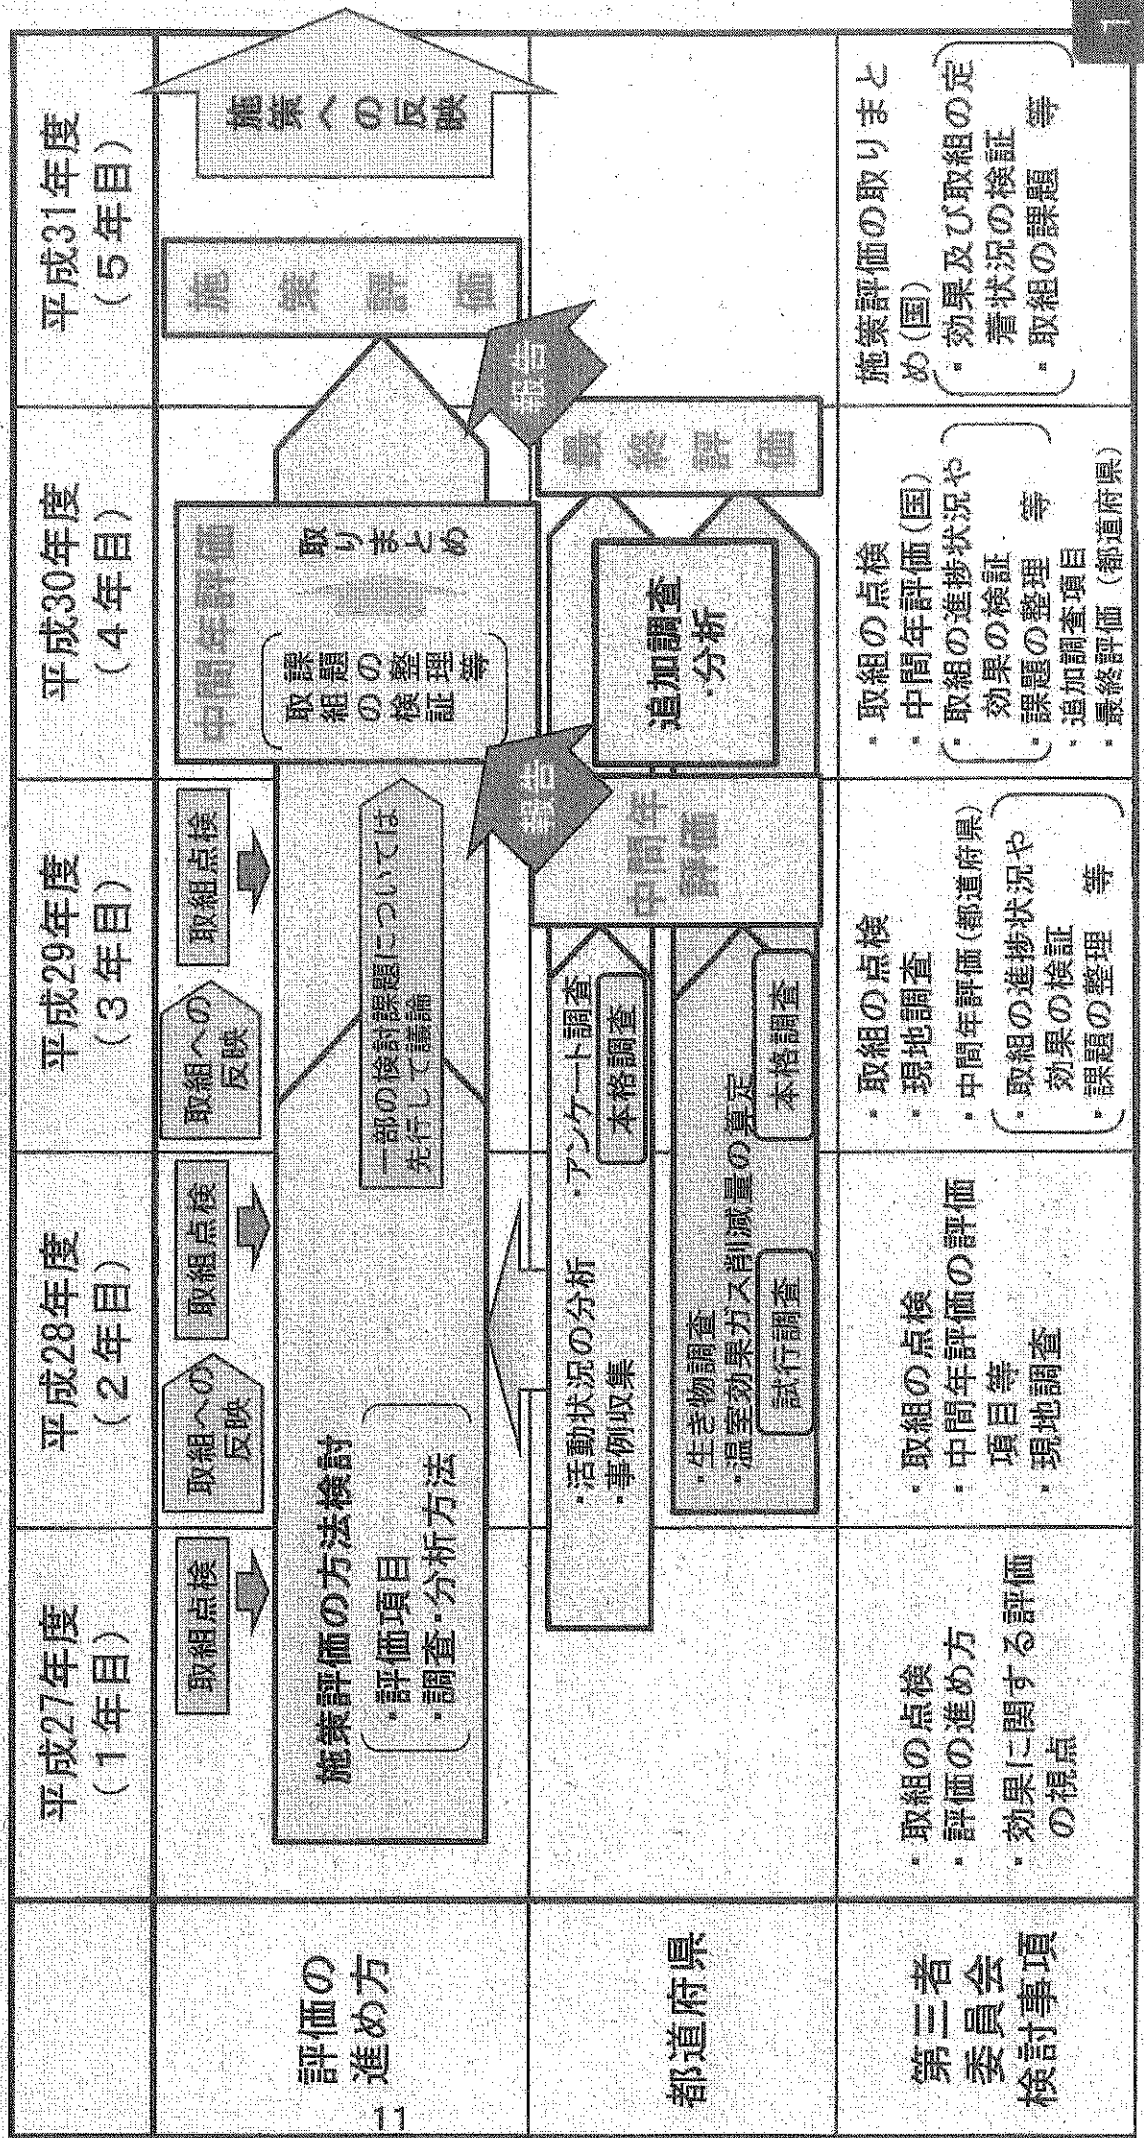 平成27年度
(1年目)
平成28年度
(2年目)
平成29年度
(3年目)
平成30年度
(4年目)
平成31年度
(5年目)
評価の
進め方
取組点検
取組への
反映
取組点検
取組への
反映
取組点検
施策評価の方法検討
・評価項目
・調査・分析方法
一部の検討課題については
先行して議論
中間年評価
取組の検証
課題の整理等
取りまとめ
施策評価
施策への反映
都道府県
・活動状況の分析 ・アンケート調査
・事例収集
本格調査
・生き物調査
・温室効果ガス削減量の算定
試行調査
本格調査
中間年
評価
報告
追加調査
・分析
最終評価
報告
第三者
委員会
検討事項
・取組の点検
・評価の進め方
・効果に関する評価
の視点
・取組の点検
・中間年評価の評価
項目等
・現地調査
・取組の点検
・現地調査
・中間年評価(都道府県)
・取組の進捗状況や
効果の検証
・課題の整理 等
・取組の点検
・中間年評価(国)
・取組の進捗状況や
効果の検証
・課題の整理 等
・追加調査項目
・最終評価(都道府県)
施策評価の取りまと
め(国)
・効果及び取組の定
着状況の検証
・取組の課題 等
11
1